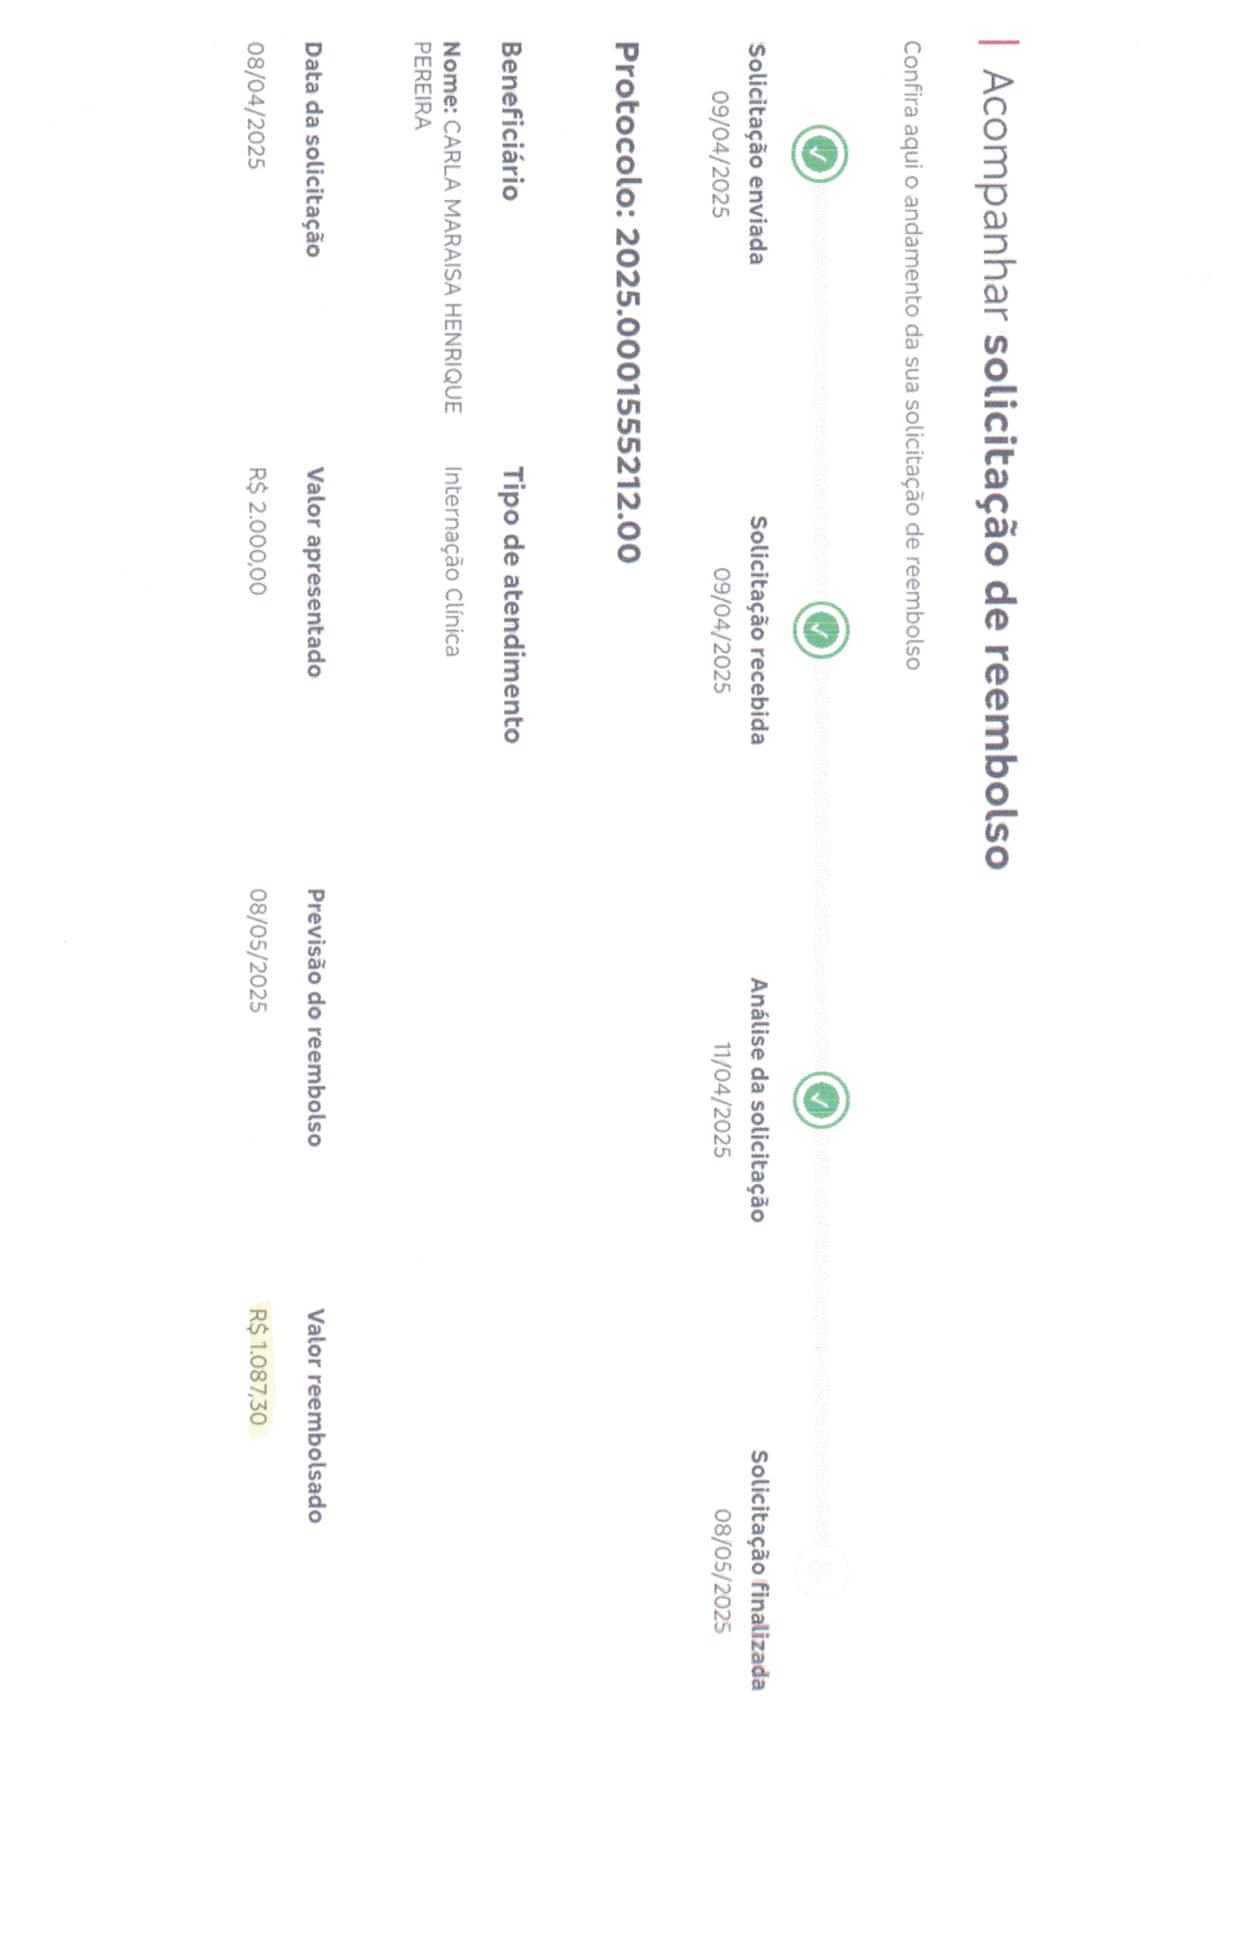 Acompanhar solicitação de reembolso
Confira aqui o andamento da sua solicitação de reembolso
Solicitação enviada
09/04/2025
Solicitação recebida
09/04/2025
Análise da solicitação
11/04/2025
Solicitação finalizada
08/05/2025
Protocolo: 2025.0001555212.00
Beneficiário
Nome: CARLA MARAISA HENRIQUE
PEREIRA
Tipo de atendimento
Internação Clínica
Data da solicitação
08/04/2025
Valor apresentado
R$ 2.000,00
Previsão do reembolso
08/05/2025
Valor reembolsado
R$ 1.087,30